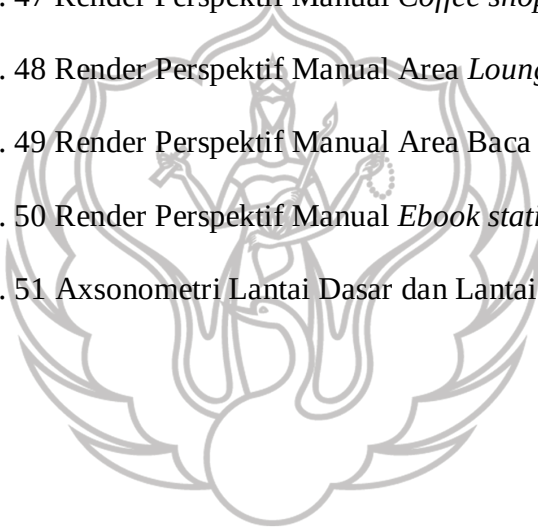 . 47 Render Perspektif Manual Coffee shop
. 48 Render Perspektif Manual Area Loung
. 49 Render Perspektif Manual Area Baca
. 50 Render Perspektif Manual Ebook stati
. 51 Axsonometri Lantai Dasar dan Lantai